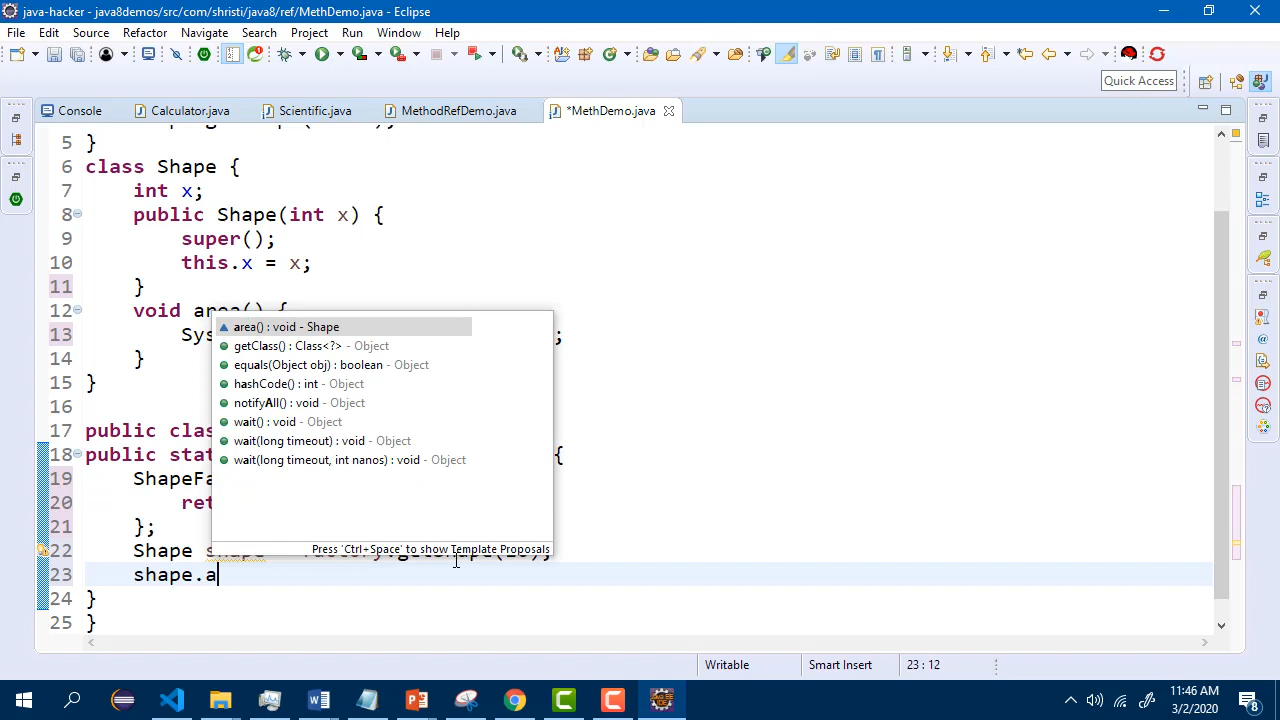 java-hacker - java8demos/src/com/shristi/java8/ref/MethDemo.java - Eclipse
File Edit Source Refactor Navigate Search Project Run Window Help
Quick Access
Console Calculator.java Scientific.java MethodRefDemo.java *MethDemo.java
5 }
6 class Shape {
7 int x;
8 public Shape(int x) {
9 super();
10 this.x = x;
11 }
12 void area() {
13 Sys ;
14 }
15 }
16
17 public clas
18 public stat {
19 ShapeFa
20 ret
21 };
22 Shape shape = factory.getShape(10);
23 shape.a
24 }
25 }
area() : void - Shape
getClass() : Class<?> - Object
equals(Object obj) : boolean - Object
hashCode() : int - Object
notifyAll() : void - Object
wait() : void - Object
wait(long timeout) : void - Object
wait(long timeout, int nanos) : void - Object
Press 'Ctrl+Space' to show Template Proposals
Writable Smart Insert 23 : 12
11:46 AM
3/2/2020
8